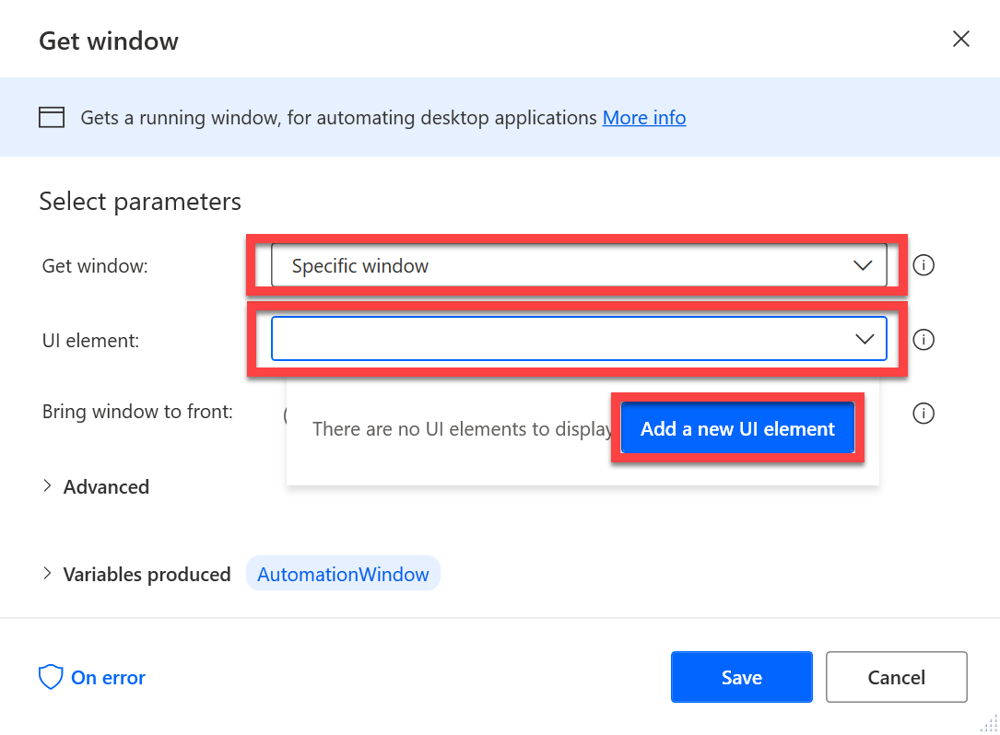 Get window
Gets a running window, for automating desktop applications More info
Select parameters
Get window: Specific window
UI element:
There are no UI elements to display Add a new UI element
Bring window to front:
Advanced
Variables produced AutomationWindow
On error Save Cancel